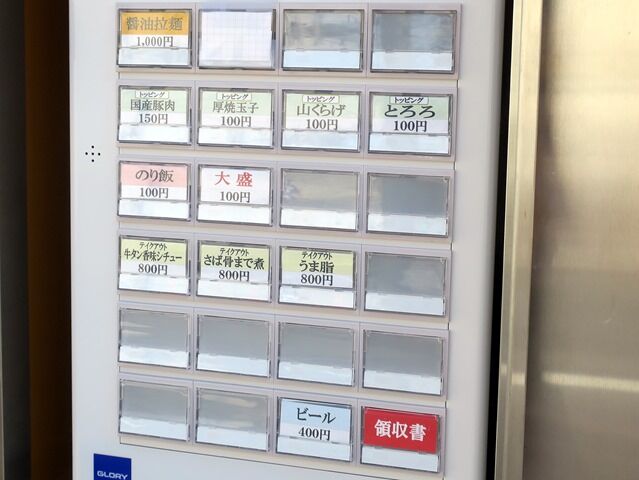 醤油拉麺
1,000円
トッピング
国産豚肉
150円
トッピング
厚焼玉子
100円
トッピング
山くらげ
100円
トッピング
とろろ
100円
のり飯
100円
大盛
100円
テイクアウト
牛タン香味シチュー
800円
テイクアウト
さば骨まで煮
800円
テイクアウト
うま脂
800円
ビール
400円
領収書
GLORY